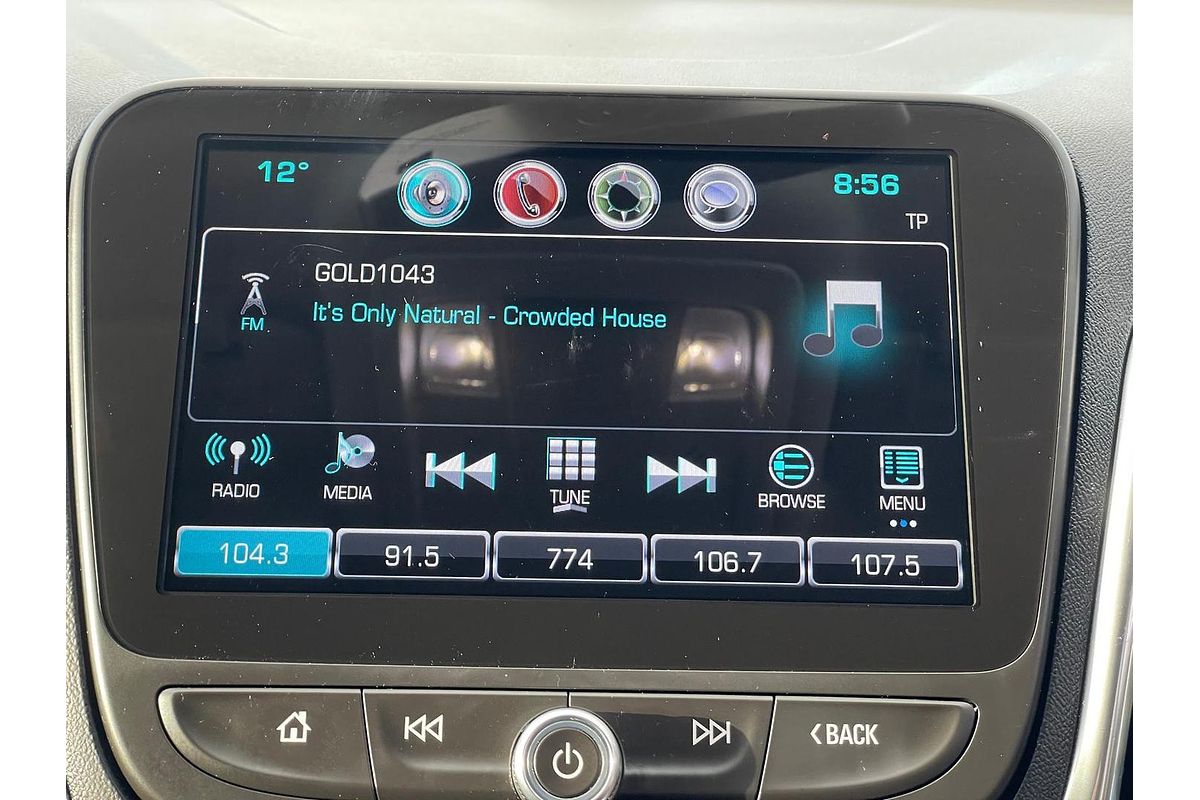 12°
8:56
TP
GOLD1043
It's Only Natural - Crowded House
FM
RADIO
MEDIA
TUNE
BROWSE
MENU
104.3
91.5
774
106.7
107.5
BACK